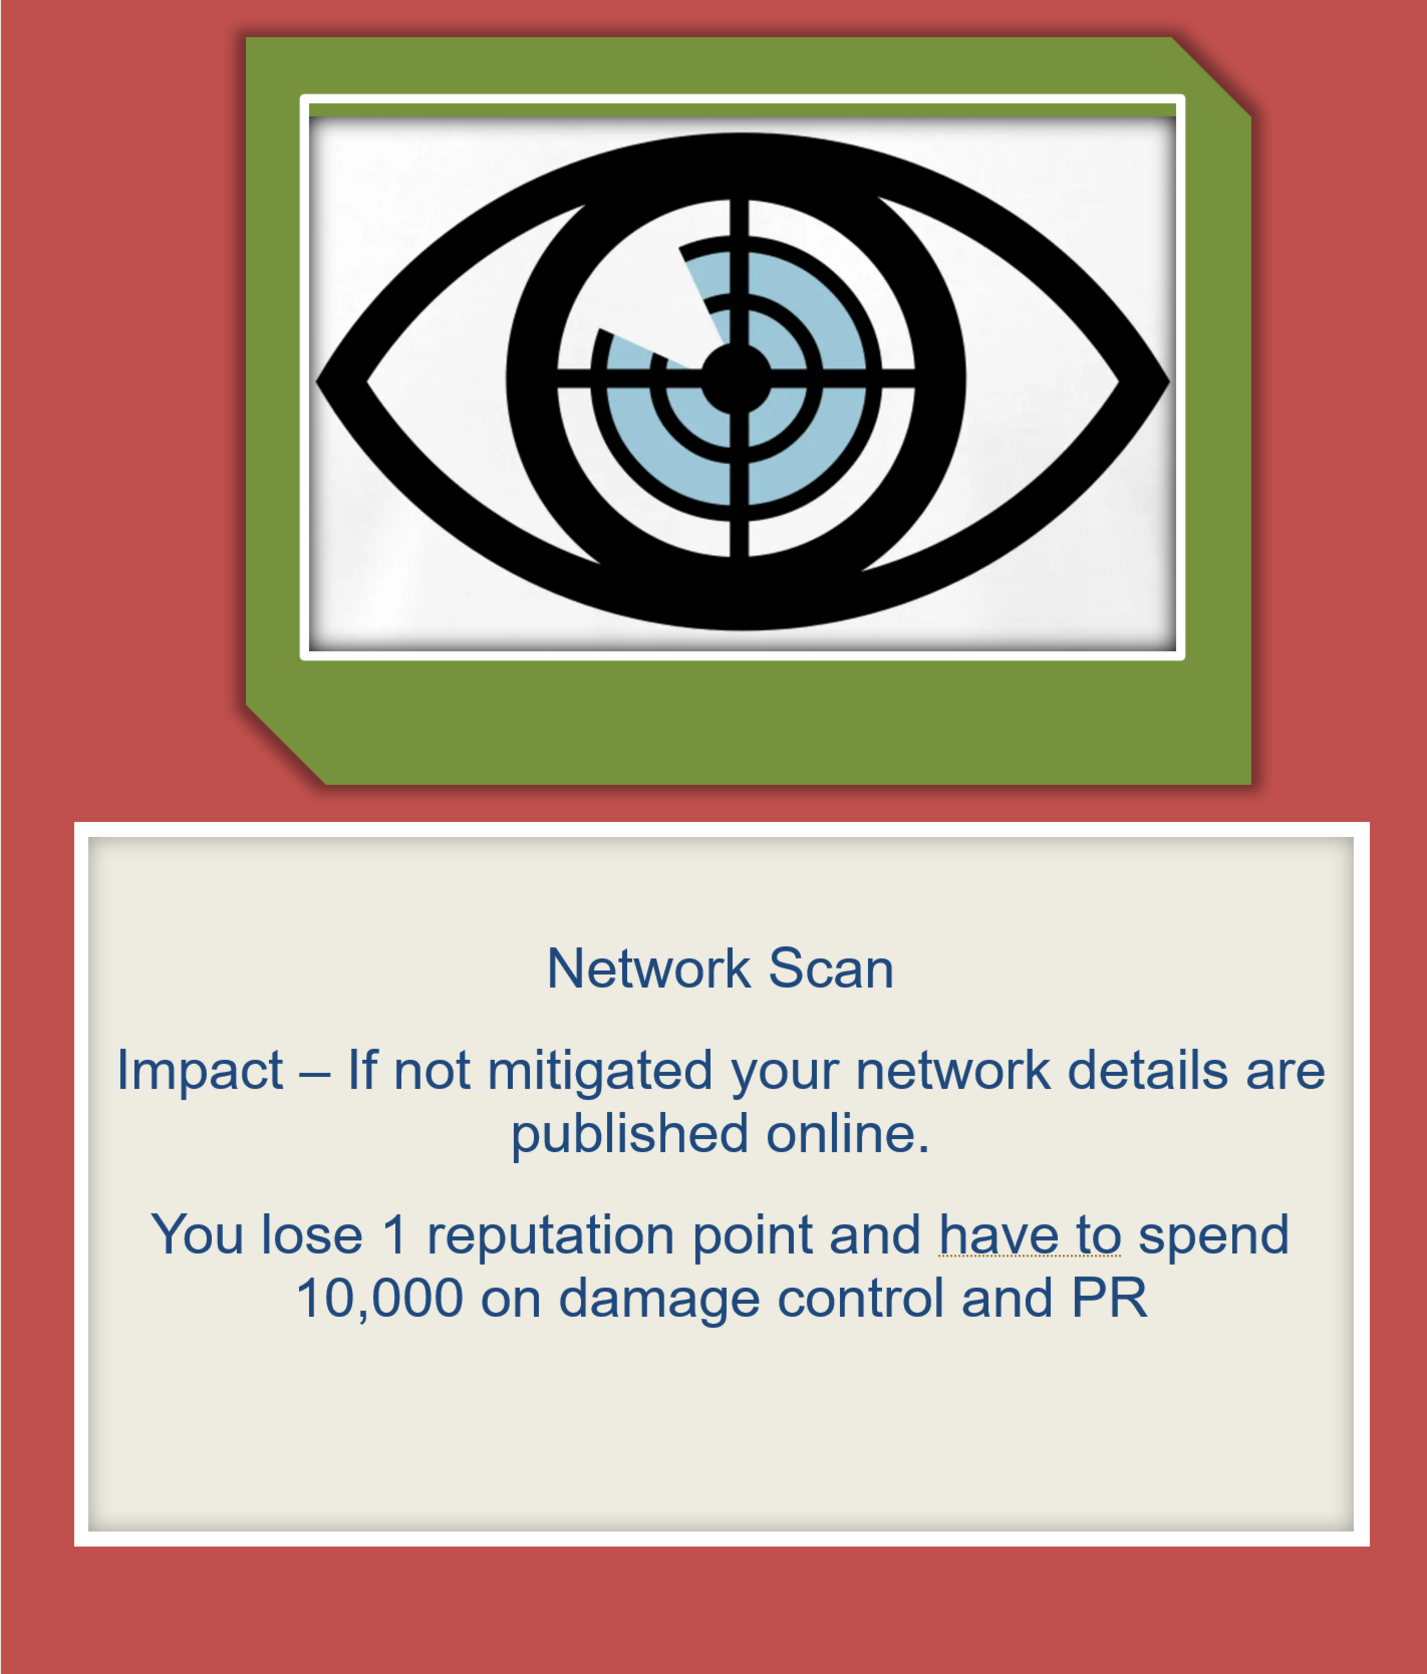 Network Scan
Impact – If not mitigated your network details are
published online.
You lose 1 reputation point and have to spend
10,000 on damage control and PR